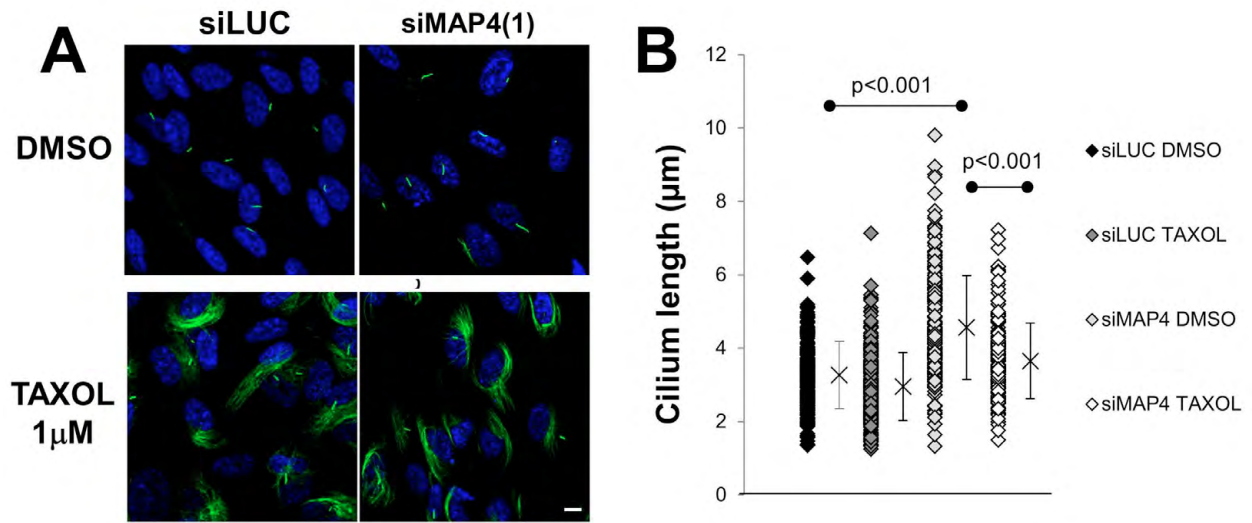 A
siLUC
siMAP4(1)
DMSO
TAXOL
1µM
B
Cilium length (µm)
12
10
8
6
4
2
0
p<0.001
p<0.001
siLUC DMSO
siLUC TAXOL
siMAP4 DMSO
siMAP4 TAXOL